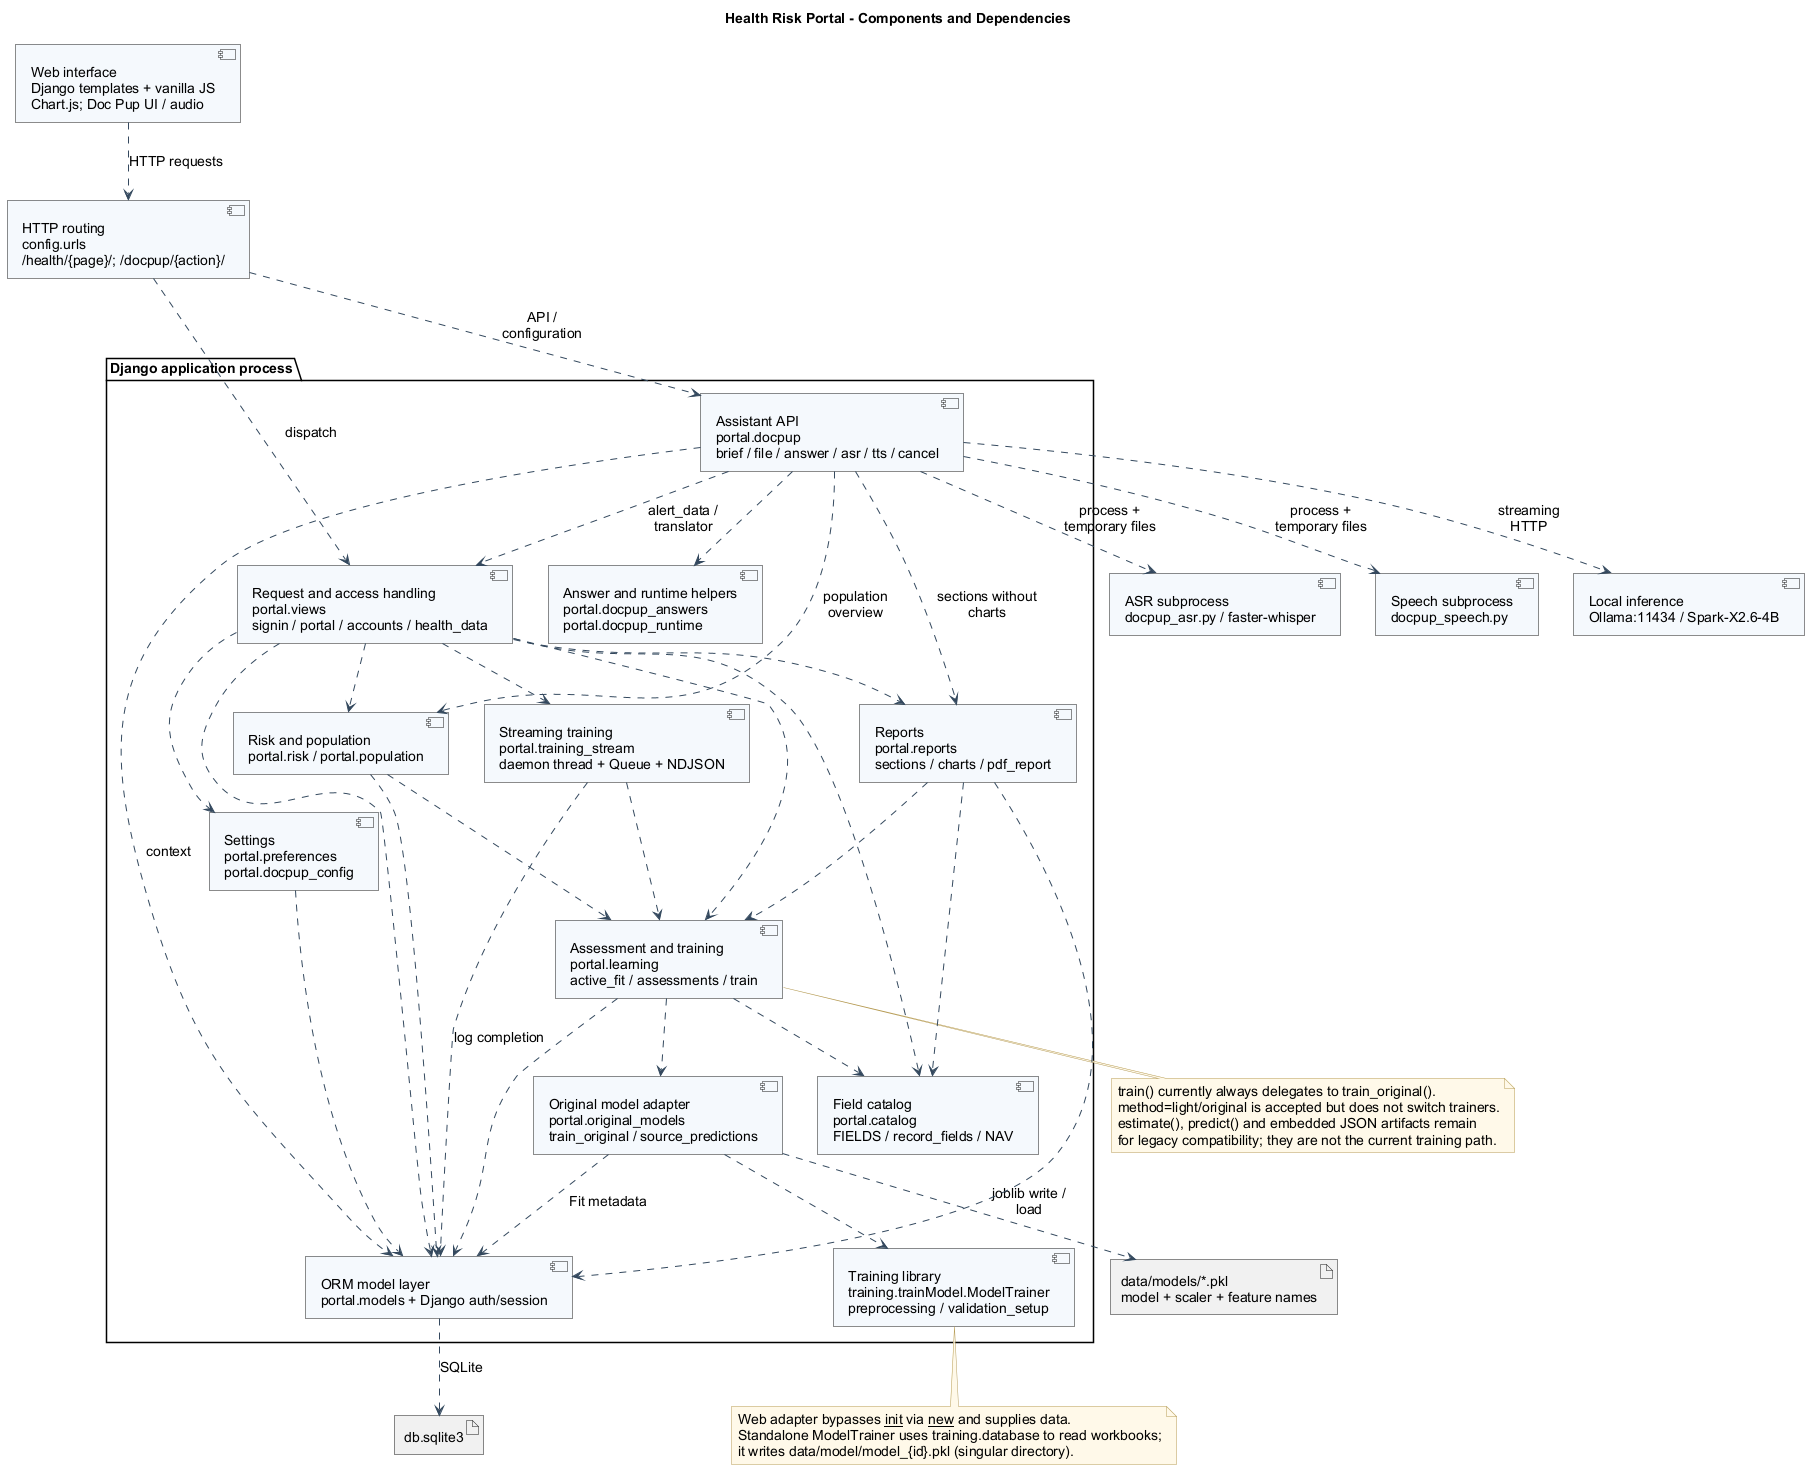 Health Risk Portal - Components and Dependencies
Web interface
Django templates + vanilla JS
Chart.js; Doc Pup UI / audio
HTTP requests
HTTP routing
config.urls
/health/{page}/; /docpup/{action}/
API /
configuration
Django application process
dispatch
Assistant API
portal.docpup
brief / file / answer / asr / tts / cancel
alert_data /
translator
process +
temporary files
process +
temporary files
streaming
HTTP
Request and access handling
portal.views
signin / portal / accounts / health_data
Answer and runtime helpers
portal.docpup_answers
portal.docpup_runtime
population
overview
sections without
charts
ASR subprocess
docpup_asr.py / faster-whisper
Speech subprocess
docpup_speech.py
Local inference
Ollama:11434 / Spark-X2.6-4B
Risk and population
portal.risk / portal.population
Streaming training
portal.training_stream
daemon thread + Queue + NDJSON
Reports
portal.reports
sections / charts / pdf_report
context
Settings
portal.preferences
portal.docpup_config
Assessment and training
portal.learning
active_fit / assessments / train
log completion
Original model adapter
portal.original_models
train_original / source_predictions
Field catalog
portal.catalog
FIELDS / record_fields / NAV
train() currently always delegates to train_original().
method=light/original is accepted but does not switch trainers.
estimate(), predict() and embedded JSON artifacts remain
for legacy compatibility; they are not the current training path.
Fit metadata
joblib write /
load
ORM model layer
portal.models + Django auth/session
Training library
training.trainModel.ModelTrainer
preprocessing / validation_setup
data/models/*.pkl
model + scaler + feature names
SQLite
db.sqlite3
Web adapter bypasses init via new and supplies data.
Standalone ModelTrainer uses training.database to read workbooks;
it writes data/model/model_{id}.pkl (singular directory).